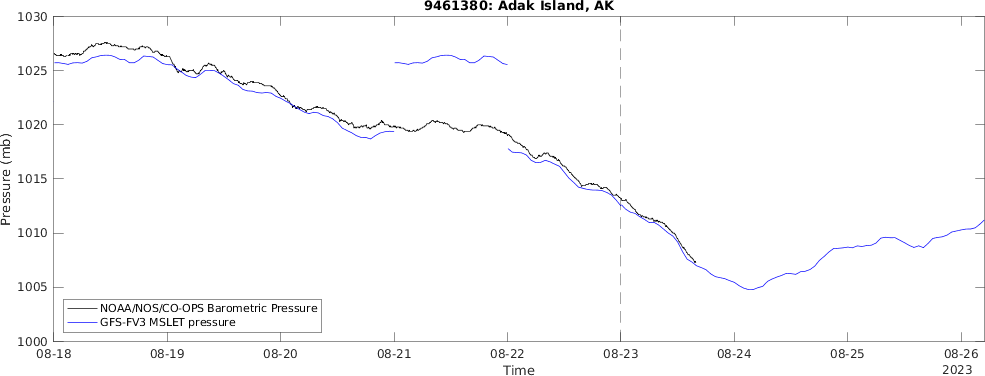 9461380: Adak Island, AK
Pressure (mb)
1030
1025
1020
1015
1010
1005
1000
NOAA/NOS/CO-OPS Barometric Pressure
GFS-FV3 MSLET pressure
08-18 08-19 08-20 08-21 08-22 08-23 08-24 08-25 08-26
Time 2023